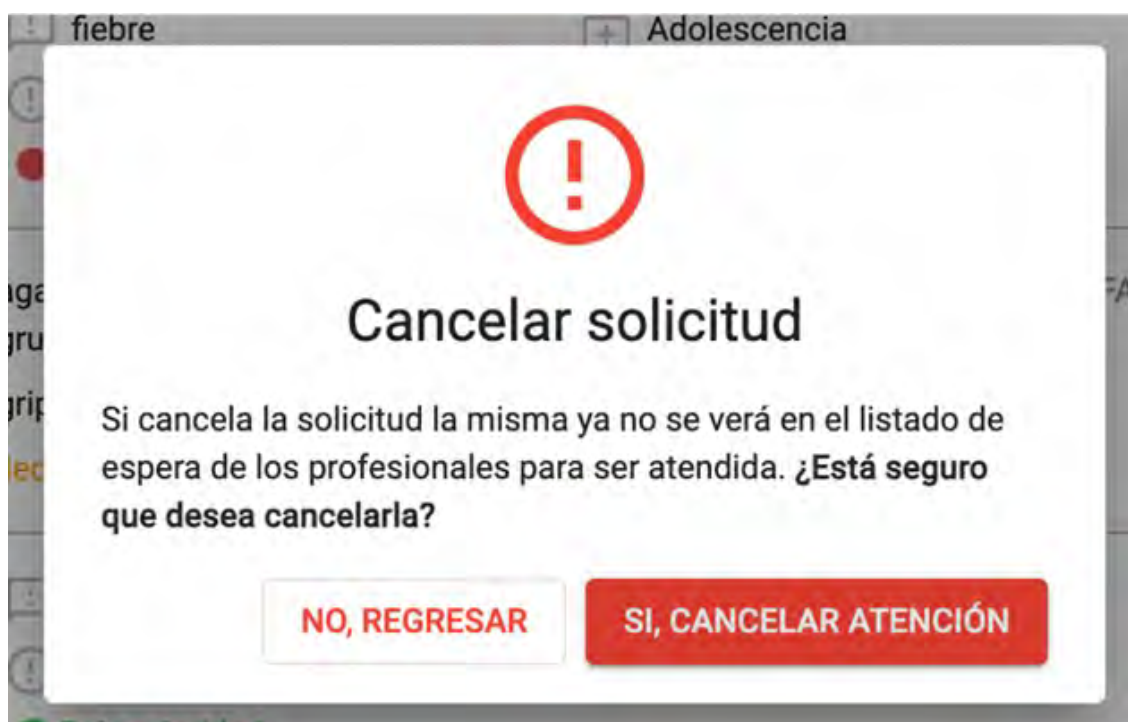 fiebre
Adolescencia
Cancelar solicitud
Si cancela la solicitud la misma ya no se verá en el listado de
espera de los profesionales para ser atendida. ¿Está seguro
que desea cancelarla?
NO, REGRESAR
SI, CANCELAR ATENCIÓN